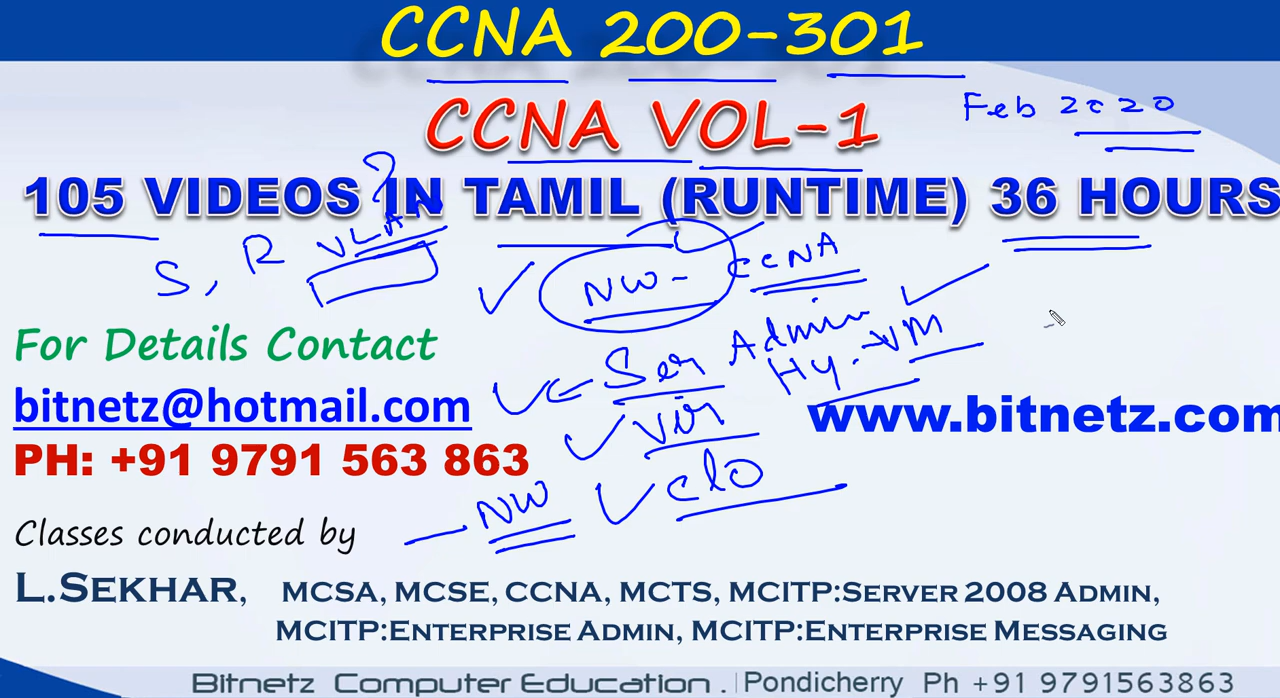 CCNA 200-301
Feb 2020
CCNA VOL-1
105 VIDEOS IN TAMIL (RUNTIME) 36 HOURS
?
S, R VLAN
NW - CCNA
Ser Admin
Hy. VM
Vir
Clo
NW
For Details Contact
bitnetz@hotmail.com
www.bitnetz.com
PH: +91 9791 563 863
Classes conducted by
L.SEKHAR, MCSA, MCSE, CCNA, MCTS, MCITP:SERVER 2008 ADMIN,
MCITP:ENTERPRISE ADMIN, MCITP:ENTERPRISE MESSAGING
Bitnetz Computer Education . | Pondicherry Ph +91 9791563863